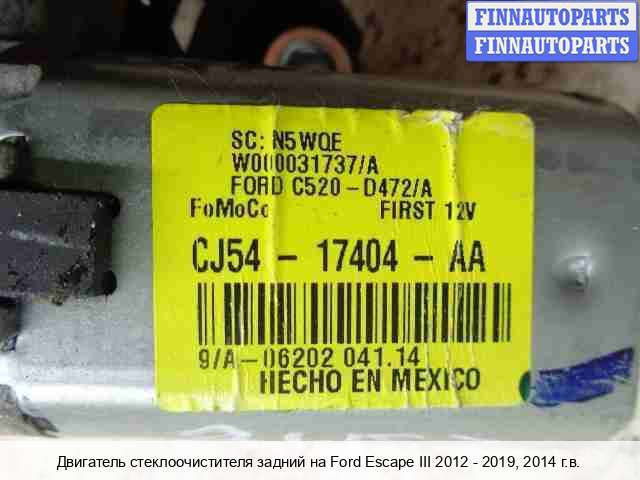 FINNAUTOPARTS
FINNAUTOPARTS
SC: N5WQE
W000031737/A
FORD C520-D472/A
FoMoCo FIRST 12V
CJ54 - 17404 - AA
9/A-06202 041.14
HECHO EN MEXICO
Двигатель стеклоочистителя задний на Ford Escape III 2012 - 2019, 2014 г.в.